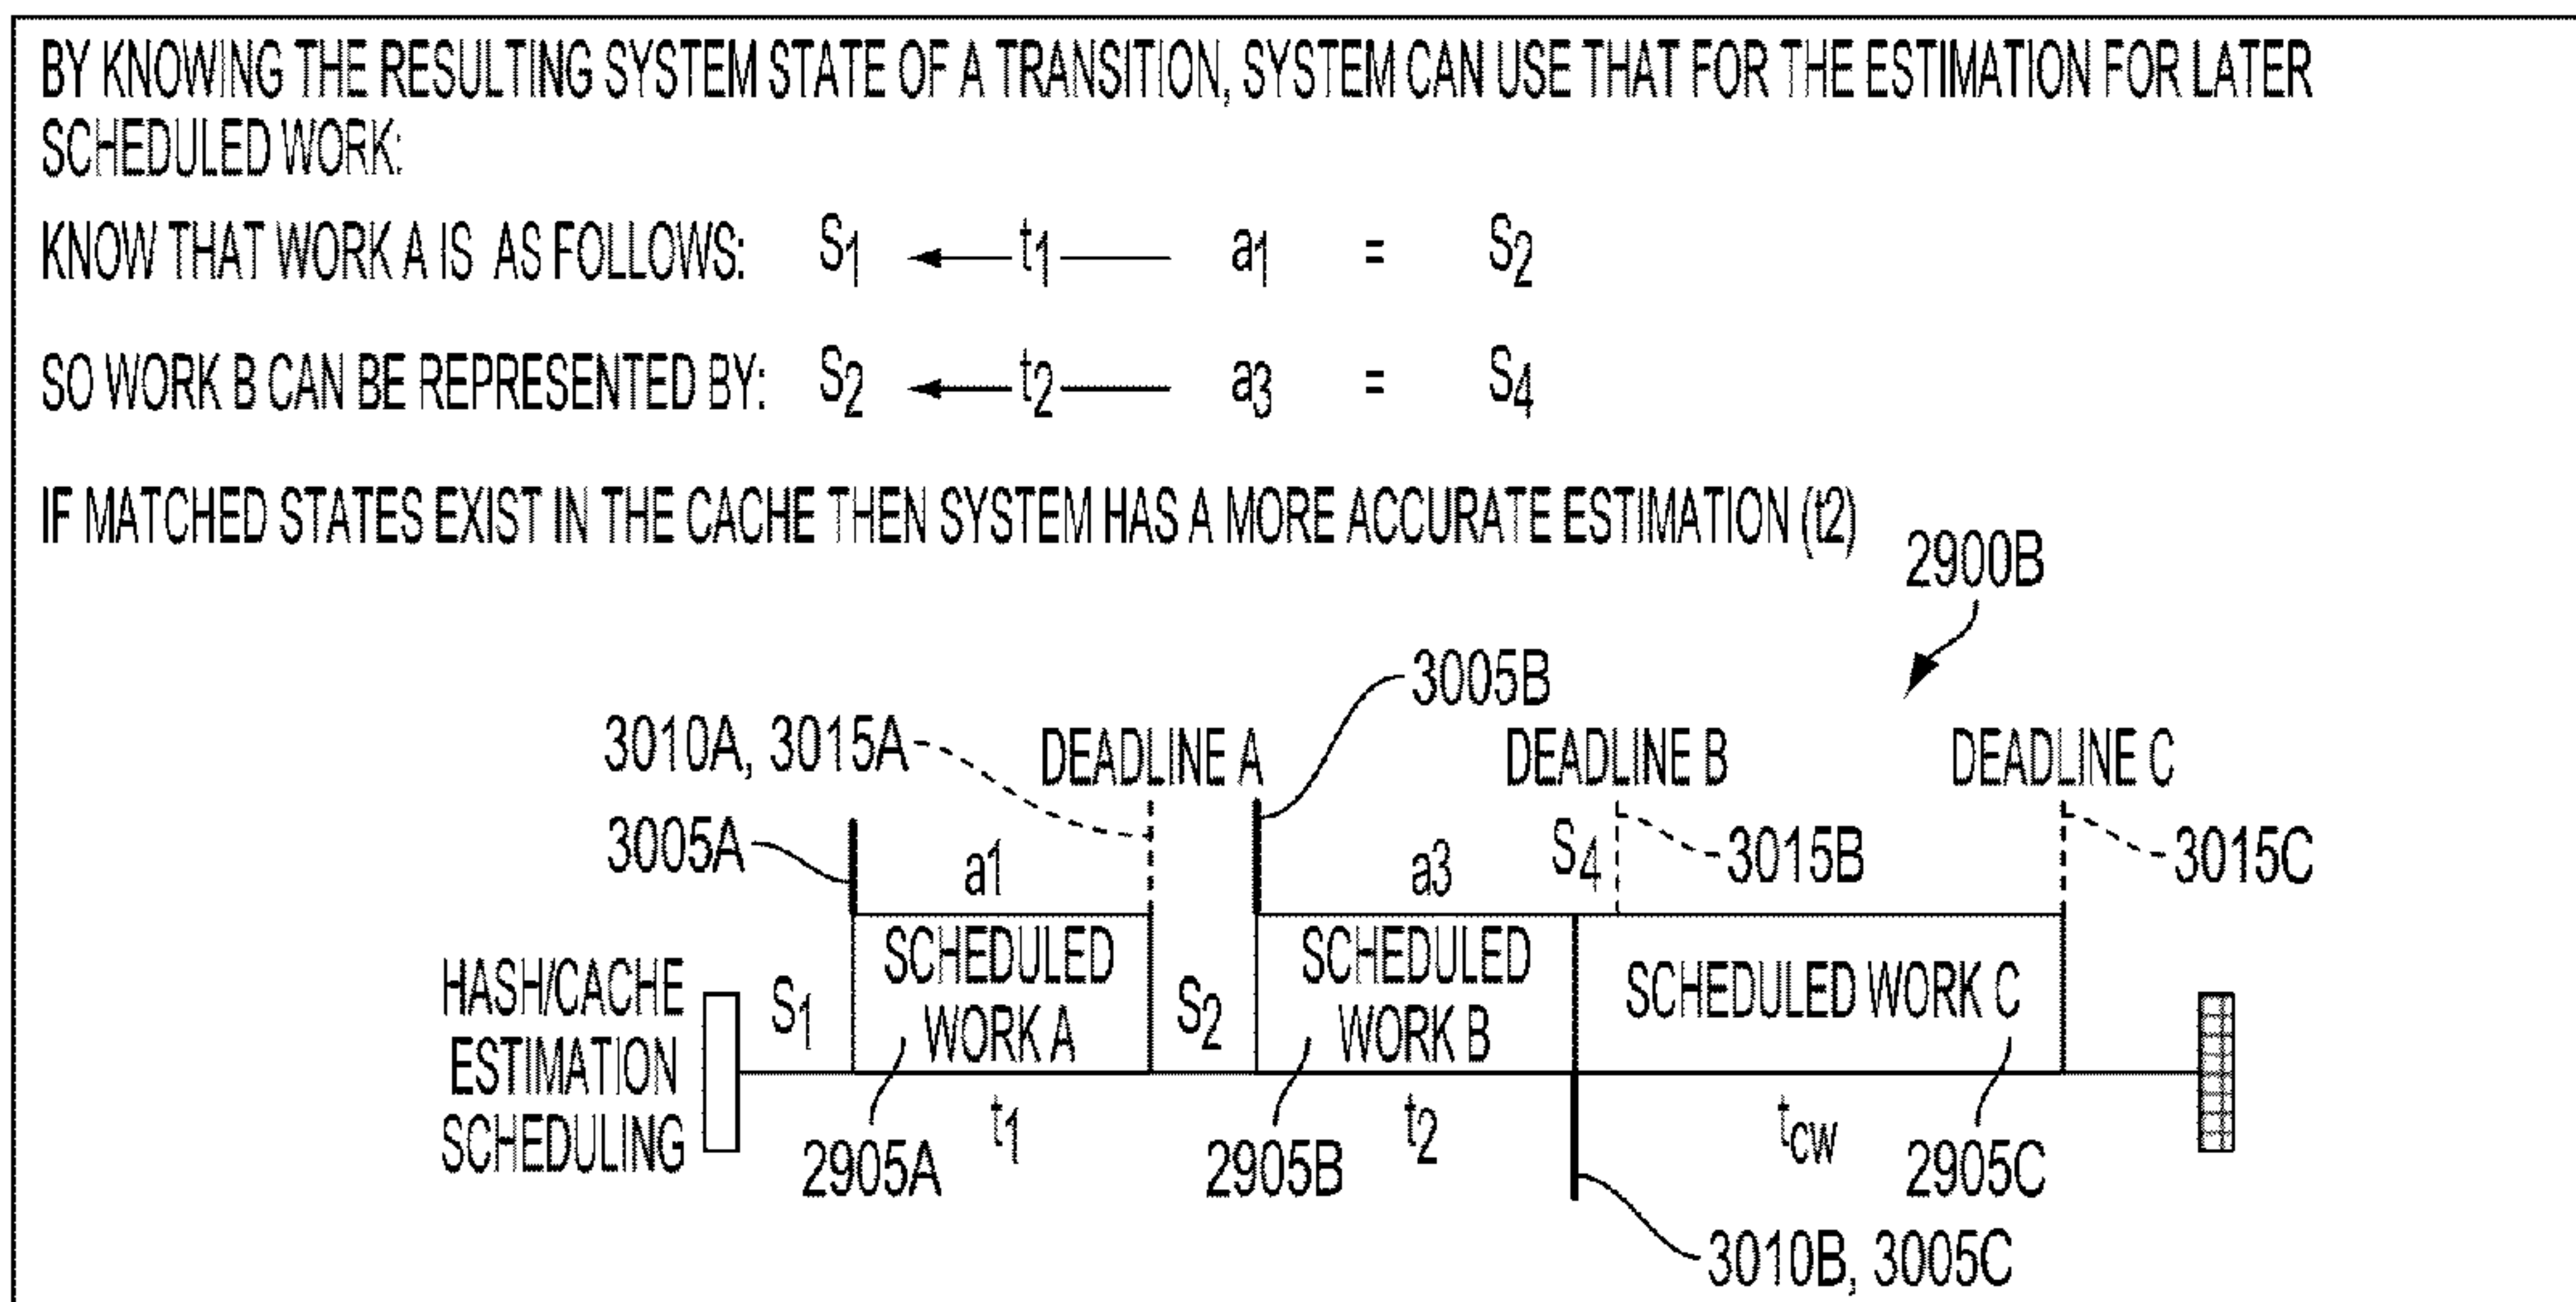 BY KNOWING THE RESULTING SYSTEM STATE OF A TRANSITION, SYSTEM CAN USE THAT FOR THE ESTIMATION FOR LATER
SCHEDULED WORK:
KNOW THAT WORK A IS AS FOLLOWS: S1 ← t1 — a1 = S2
SO WORK B CAN BE REPRESENTED BY: S2 ← t2 — a3 = S4
IF MATCHED STATES EXIST IN THE CACHE THEN SYSTEM HAS A MORE ACCURATE ESTIMATION (t2)
2900B
3005B
3010A, 3015A
DEADLINE A
DEADLINE B
DEADLINE C
3005A
a1
a3
S4
3015B
3015C
HASH/CACHE
ESTIMATION
SCHEDULING
S1
SCHEDULED
WORK A
S2
SCHEDULED
WORK B
SCHEDULED WORK C
t1
t2
tCW
2905A
2905B
2905C
3010B, 3005C